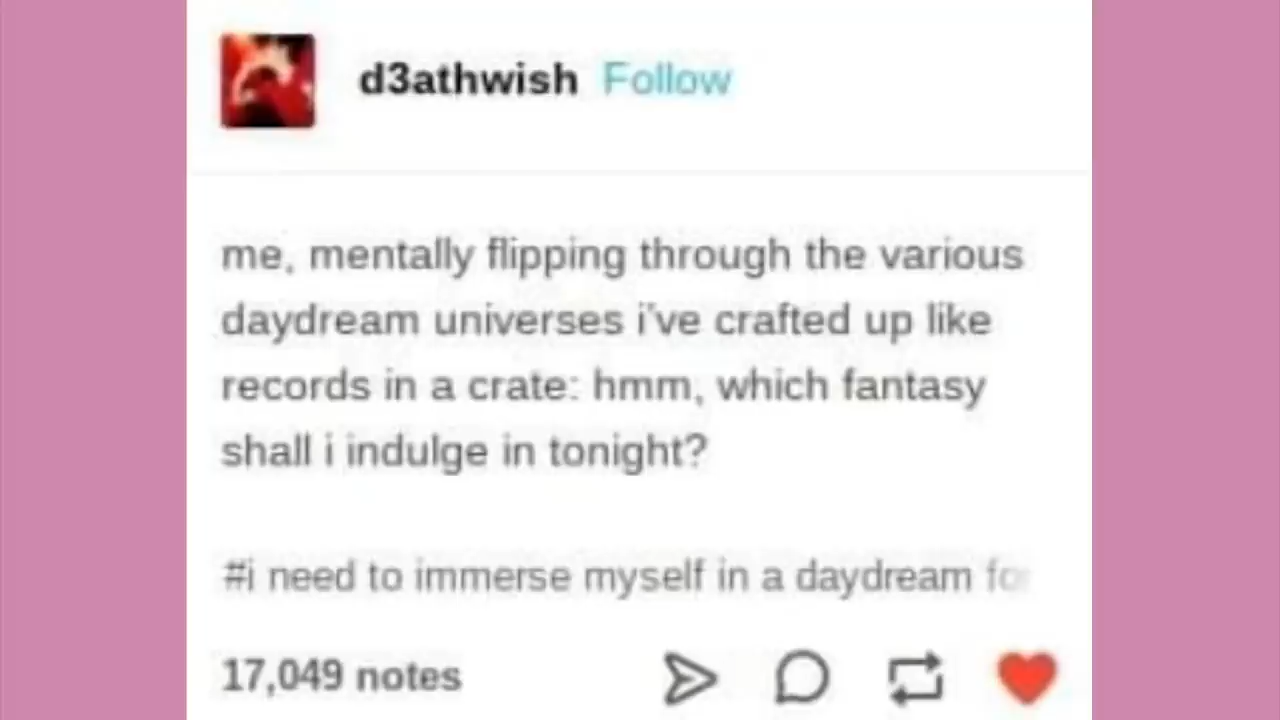 d3athwish Follow
me, mentally flipping through the various
daydream universes i've crafted up like
records in a crate: hmm, which fantasy
shall i indulge in tonight?
#i need to immerse myself in a daydream for
17,049 notes